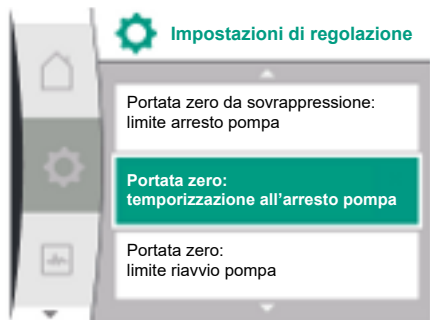 Impostazioni di regolazione
Portata zero da sovrappressione:
limite arresto pompa
Portata zero:
temporizzazione all'arresto pompa
Portata zero:
limite riavvio pompa